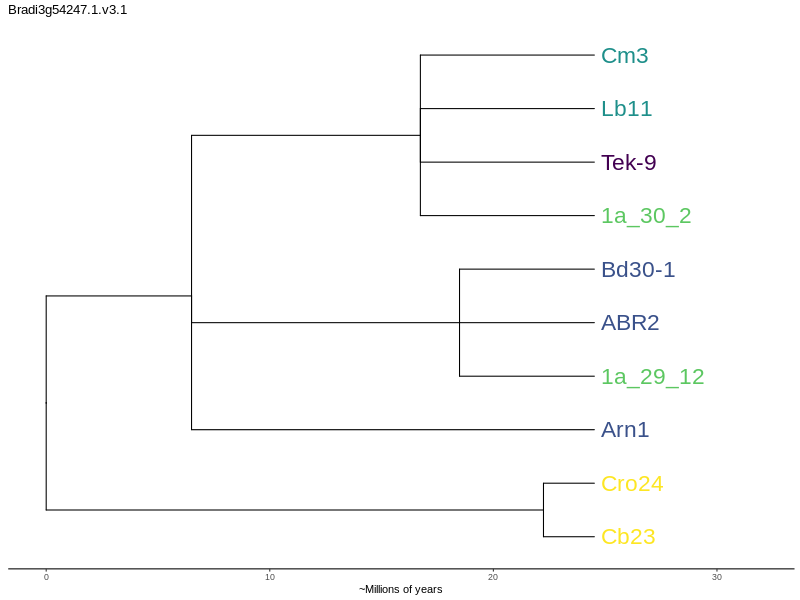 Bradi3g54247.1.v3.1
Cm3
Lb11
Tek-9
1a_30_2
Bd30-1
ABR2
1a_29_12
Arn1
Cro24
Cb23
0 10 20 30
~Millions of years